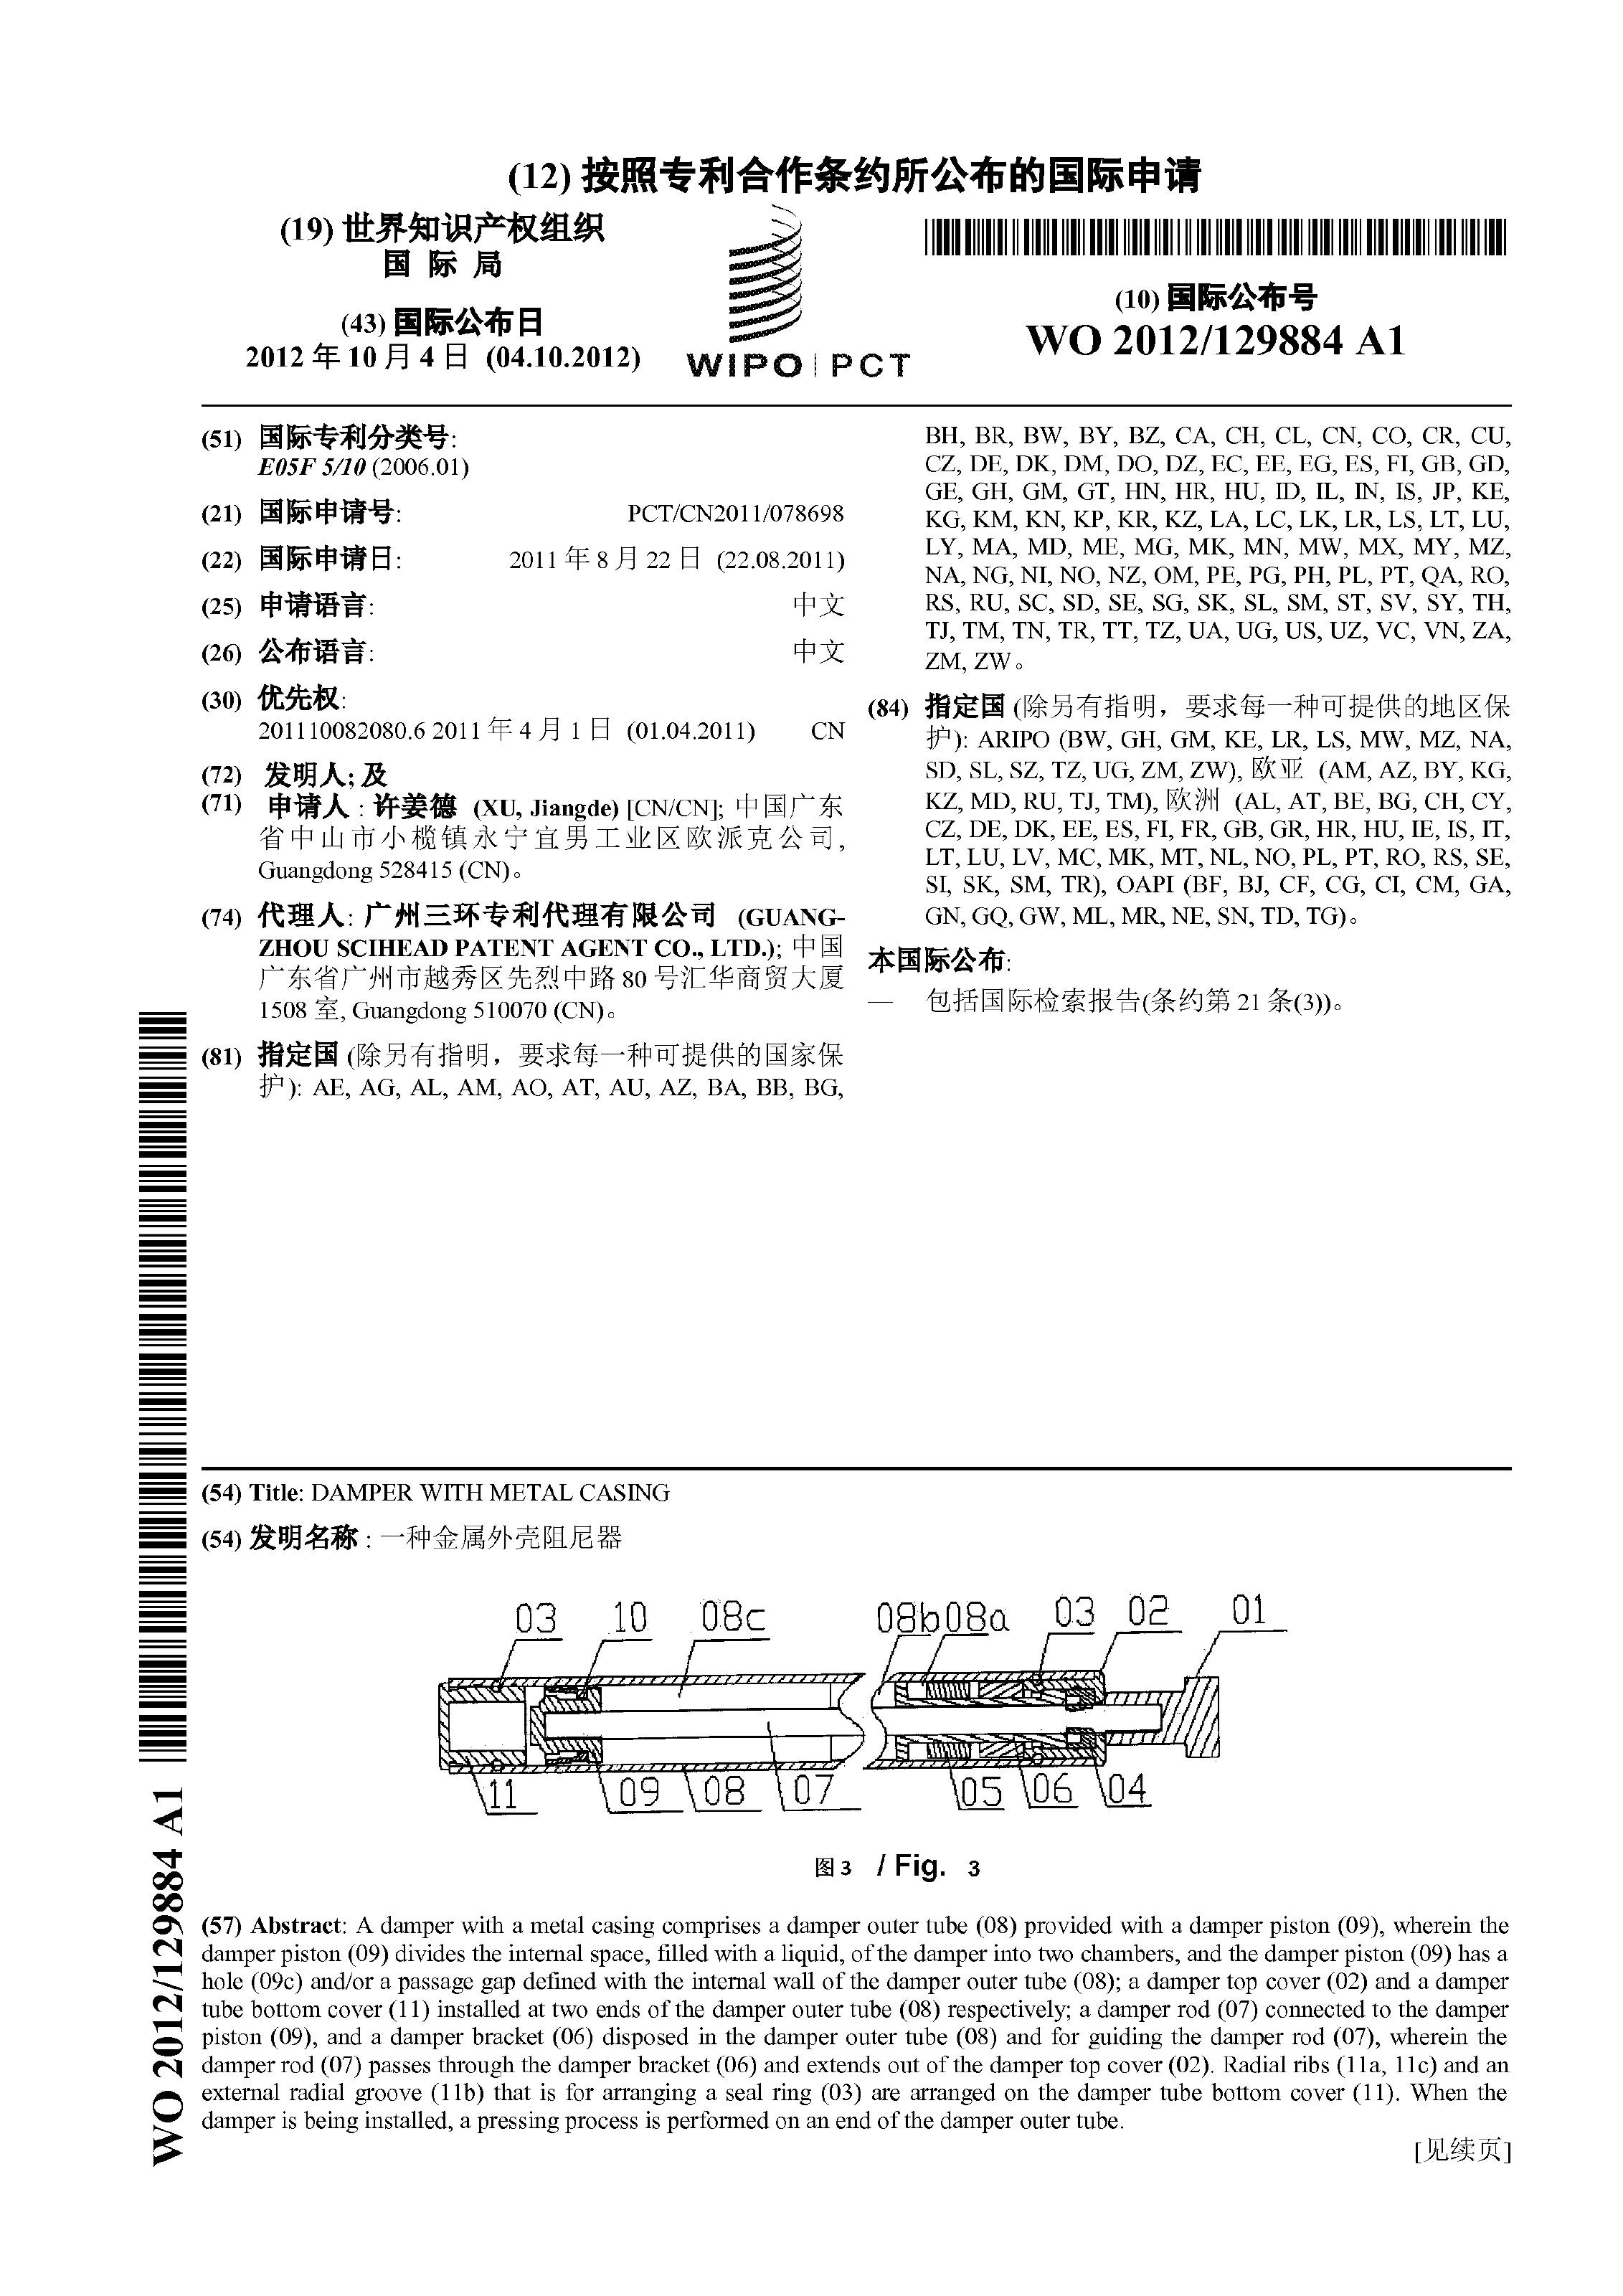 (12) 按照专利合作条约所公布的国际申请
(19) 世界知识产权组织
国 际 局
(43) 国际公布日
2012 年 10 月 4 日 (04.10.2012)
WIPO | PCT
(10) 国际公布号
WO 2012/129884 A1
(51) 国际专利分类号:
E05F 5/10 (2006.01)
(21) 国际申请号: PCT/CN2011/078698
(22) 国际申请日: 2011 年 8 月 22 日 (22.08.2011)
(25) 申请语言: 中文
(26) 公布语言: 中文
(30) 优先权:
201110082080.6 2011 年 4 月 1 日 (01.04.2011) CN
(72) 发明人; 及
(71) 申请人 : 许姜德 (XU, Jiangde) [CN/CN]; 中国广东
省中山市小榄镇永宁宜男工业区欧派克公司,
Guangdong 528415 (CN)。
(74) 代理人: 广州三环专利代理有限公司 (GUANG-
ZHOU SCIHEAD PATENT AGENT CO., LTD.); 中国
广东省广州市越秀区先烈中路 80 号汇华商贸大厦
1508 室, Guangdong 510070 (CN)。
(81) 指定国 (除另有指明，要求每一种可提供的国家保
护): AE, AG, AL, AM, AO, AT, AU, AZ, BA, BB, BG,
BH, BR, BW, BY, BZ, CA, CH, CL, CN, CO, CR, CU,
CZ, DE, DK, DM, DO, DZ, EC, EE, EG, ES, FI, GB, GD,
GE, GH, GM, GT, HN, HR, HU, ID, IL, IN, IS, JP, KE,
KG, KM, KN, KP, KR, KZ, LA, LC, LK, LR, LS, LT, LU,
LY, MA, MD, ME, MG, MK, MN, MW, MX, MY, MZ,
NA, NG, NI, NO, NZ, OM, PE, PG, PH, PL, PT, QA, RO,
RS, RU, SC, SD, SE, SG, SK, SL, SM, ST, SV, SY, TH,
TJ, TM, TN, TR, TT, TZ, UA, UG, US, UZ, VC, VN, ZA,
ZM, ZW。
(84) 指定国 (除另有指明，要求每一种可提供的地区保
护): ARIPO (BW, GH, GM, KE, LR, LS, MW, MZ, NA,
SD, SL, SZ, TZ, UG, ZM, ZW), 欧亚 (AM, AZ, BY, KG,
KZ, MD, RU, TJ, TM), 欧洲 (AL, AT, BE, BG, CH, CY,
CZ, DE, DK, EE, ES, FI, FR, GB, GR, HR, HU, IE, IS, IT,
LT, LU, LV, MC, MK, MT, NL, NO, PL, PT, RO, RS, SE,
SI, SK, SM, TR), OAPI (BF, BJ, CF, CG, CI, CM, GA,
GN, GQ, GW, ML, MR, NE, SN, TD, TG)。
本国际公布:
— 包括国际检索报告(条约第 21 条(3))。
(54) Title: DAMPER WITH METAL CASING
(54) 发明名称 : 一种金属外壳阻尼器
03 10 08c 08b 08a 03 02 01
11 09 08 07 05 06 04
图 3 / Fig. 3
(57) Abstract: A damper with a metal casing comprises a damper outer tube (08) provided with a damper piston (09), wherein the
damper piston (09) divides the internal space, filled with a liquid, of the damper into two chambers, and the damper piston (09) has a
hole (09c) and/or a passage gap defined with the internal wall of the damper outer tube (08); a damper top cover (02) and a damper
tube bottom cover (11) installed at two ends of the damper outer tube (08) respectively; a damper rod (07) connected to the damper
piston (09), and a damper bracket (06) disposed in the damper outer tube (08) and for guiding the damper rod (07), wherein the
damper rod (07) passes through the damper bracket (06) and extends out of the damper top cover (02). Radial ribs (11a, 11c) and an
external radial groove (11b) that is for arranging a seal ring (03) are arranged on the damper tube bottom cover (11). When the
damper is being installed, a pressing process is performed on an end of the damper outer tube.
[见续页]
WO 2012/129884 A1